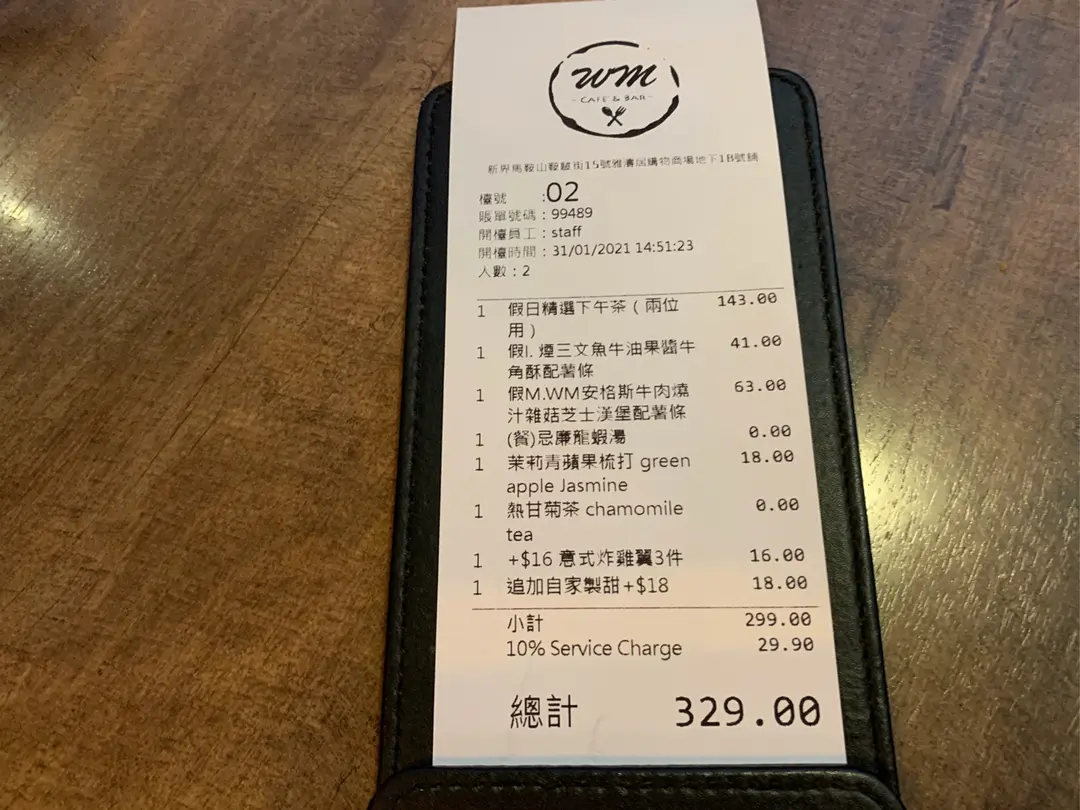 WM
- CAFE & BAR -
新界馬鞍山鞍駿街15號雅濤居購物商場地下1B號舖
檯號 :02
賬單號碼：99489
開檯員工：staff
開檯時間：31/01/2021 14:51:23
人數：2
1 假日精選下午茶（兩位 143.00
用）
1 假I. 煙三文魚牛油果醬牛 41.00
角酥配薯條
1 假M.WM安格斯牛肉燒 63.00
汁雜菇芝士漢堡配薯條
1 (餐)忌廉龍蝦湯 0.00
1 茉莉青蘋果梳打 green 18.00
apple Jasmine
1 熱甘菊茶 chamomile 0.00
tea
1 +$16 意式炸雞翼3件 16.00
1 追加自家製甜+$18 18.00
小計 299.00
10% Service Charge 29.90
總計 329.00